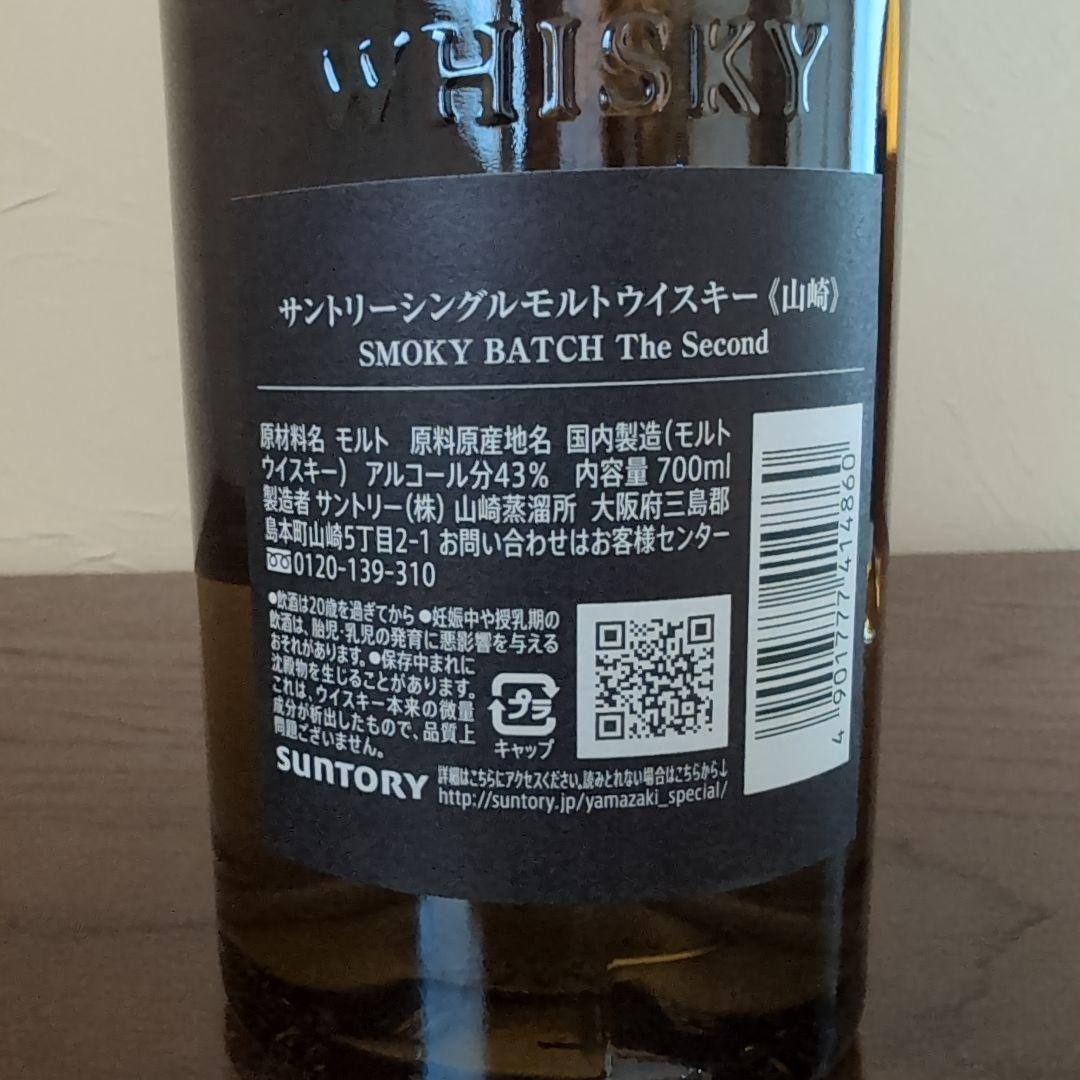 WHISKY
サントリーシングルモルトウイスキー《山崎》
SMOKY BATCH The Second
原材料名 モルト 原料原産地名 国内製造(モルト
ウイスキー) アルコール分43% 内容量 700ml
製造者 サントリー(株) 山崎蒸溜所 大阪府三島郡
島本町山崎5丁目2-1 お問い合わせはお客様センター
0120-139-310
●飲酒は20歳を過ぎてから ●妊娠中や授乳期の
飲酒は、胎児・乳児の発育に悪影響を与える
おそれがあります。●保存中まれに
沈殿物を生じることがあります。
これは、ウイスキー本来の微量
成分が析出したもので、品質上
問題ございません。
プラ
キャップ
SUNTORY
詳細はこちらにアクセスください。読みとれない場合はこちらから↓
http://suntory.jp/yamazaki_special/
4 901777 414860